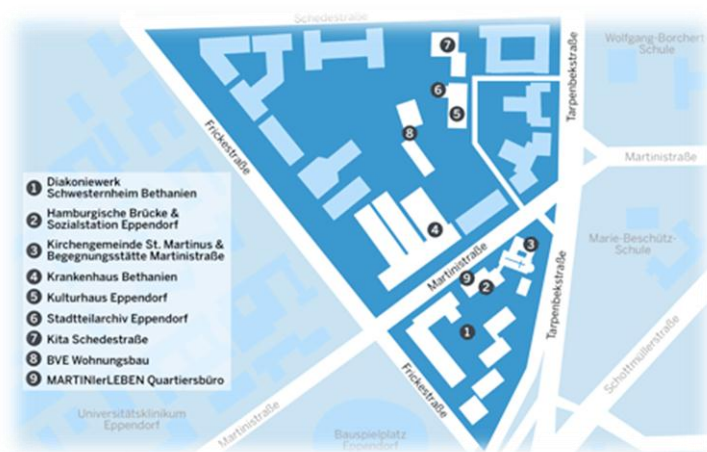 Schedestraße
Wolfgang-Borchert
Schule
Tarpenbekstraße
Frickestraße
Martinistraße
7
6
5
8
4
3
9
2
1
Martinistraße
Marie-Beschütz-
Schule
Tarpenbekstraße
Schottmüllerstraße
Frickestraße
Martinistraße
Universitätsklinikum
Eppendorf
Bauspielplatz
Eppendorf
1 Diakoniewerk
Schwesternheim Bethanien
2 Hamburgische Brücke &
Sozialstation Eppendorf
3 Kirchengemeinde St. Martinus &
Begegnungsstätte Martinistraße
4 Krankenhaus Bethanien
5 Kulturhaus Eppendorf
6 Stadtteilarchiv Eppendorf
7 Kita Schedestraße
8 BVE Wohnungsbau
9 MARTINIerLEBEN Quartiersbüro